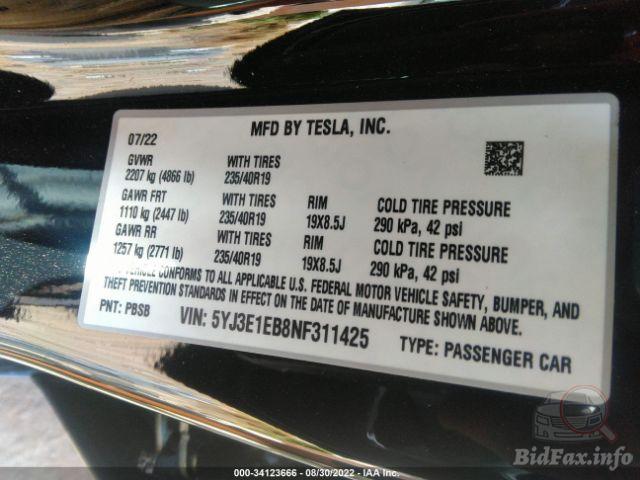 MFD BY TESLA, INC.
07/22
GVWR WITH TIRES
2207 kg (4866 lb) 235/40R19
GAWR FRT WITH TIRES RIM COLD TIRE PRESSURE
1110 kg (2447 lb) 235/40R19 19X8.5J 290 kPa, 42 psi
GAWR RR WITH TIRES RIM COLD TIRE PRESSURE
1257 kg (2771 lb) 235/40R19 19X8.5J 290 kPa, 42 psi
VEHICLE CONFORMS TO ALL APPLICABLE U.S. FEDERAL MOTOR VEHICLE SAFETY, BUMPER, AND
THEFT PREVENTION STANDARDS IN EFFECT ON THE DATE OF MANUFACTURE SHOWN ABOVE.
PNT: PBSB VIN: 5YJ3E1EB8NF311425 TYPE: PASSENGER CAR
BidFax.info
000-34123666 - 08/30/2022 - IAA Inc.